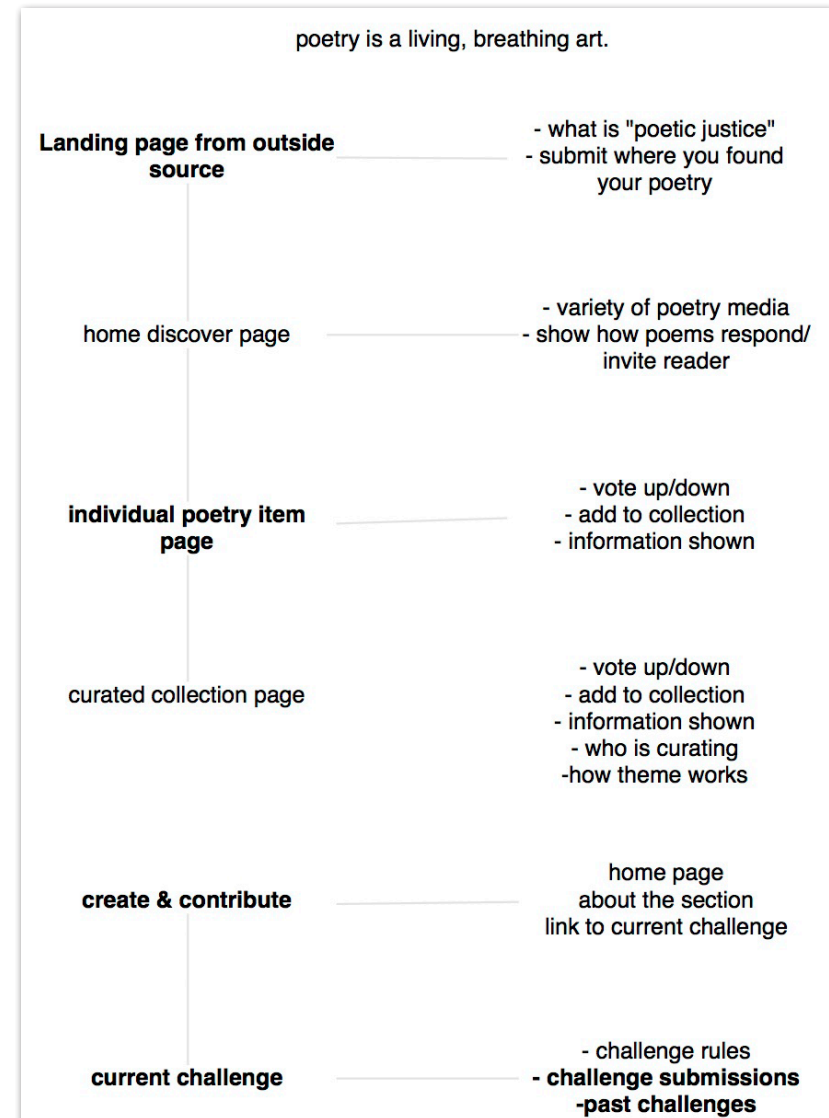 poetry is a living, breathing art.
Landing page from outside
source
- what is "poetic justice"
- submit where you found
your poetry
home discover page
- variety of poetry media
- show how poems respond/
invite reader
individual poetry item
page
- vote up/down
- add to collection
- information shown
curated collection page
- vote up/down
- add to collection
- information shown
- who is curating
-how theme works
create & contribute
home page
about the section
link to current challenge
current challenge
- challenge rules
- challenge submissions
-past challenges